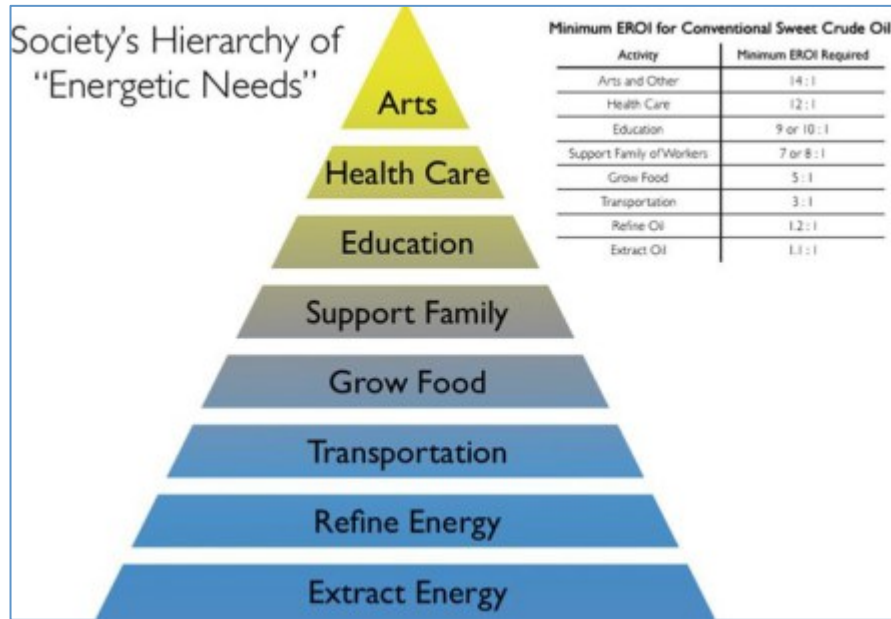 Society's Hierarchy of
"Energetic Needs"
Arts
Health Care
Education
Support Family
Grow Food
Transportation
Refine Energy
Extract Energy
Minimum EROI for Conventional Sweet Crude Oil
Activity Minimum EROI Required
Arts and Other 14 : 1
Health Care 12 : 1
Education 9 or 10 : 1
Support Family of Workers 7 or 8 : 1
Grow Food 5 : 1
Transportation 3 : 1
Refine Oil 1.2 : 1
Extract Oil 1.1 : 1